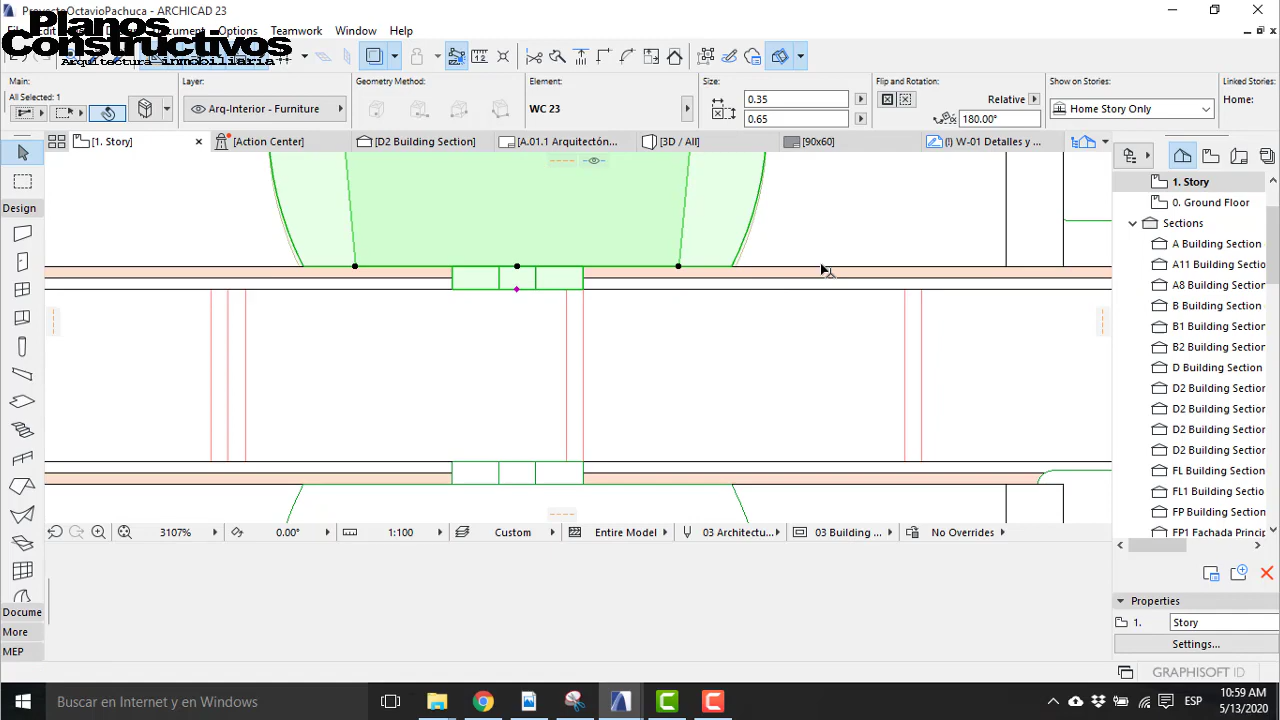 ProyectoOctavioPachuca - ARCHICAD 23
Planos
Constructivos
Arquitectura inmobiliaria
Options Teamwork Window Help
Main:
All Selected: 1
Layer:
Arq-Interior - Furniture
Geometry Method:
Element:
WC 23
Size:
0.35
0.65
Flip and Rotation:
Relative
180.00°
Show on Stories:
Home Story Only
Linked Stories:
Home:
[1. Story]
[Action Center]
[D2 Building Section]
[A.01.1 Arquitectón...
[3D / All]
[90x60]
(!) W-01 Detalles y ...
Design
Docume
More
MEP
1. Story
0. Ground Floor
Sections
A Building Section
A11 Building Section
A8 Building Section
B Building Section
B1 Building Section
B2 Building Section
D Building Section
D2 Building Section
D2 Building Section
D2 Building Section
D2 Building Section
FL Building Section
FL1 Building Section
FP Building Section
FP1 Fachada Princip
3107%
0.00°
1:100
Custom
Entire Model
03 Architectu...
03 Building ...
No Overrides
Properties
1.
Story
Settings...
GRAPHISOFT ID
Buscar en Internet y en Windows
ESP
10:59 AM
5/13/2020